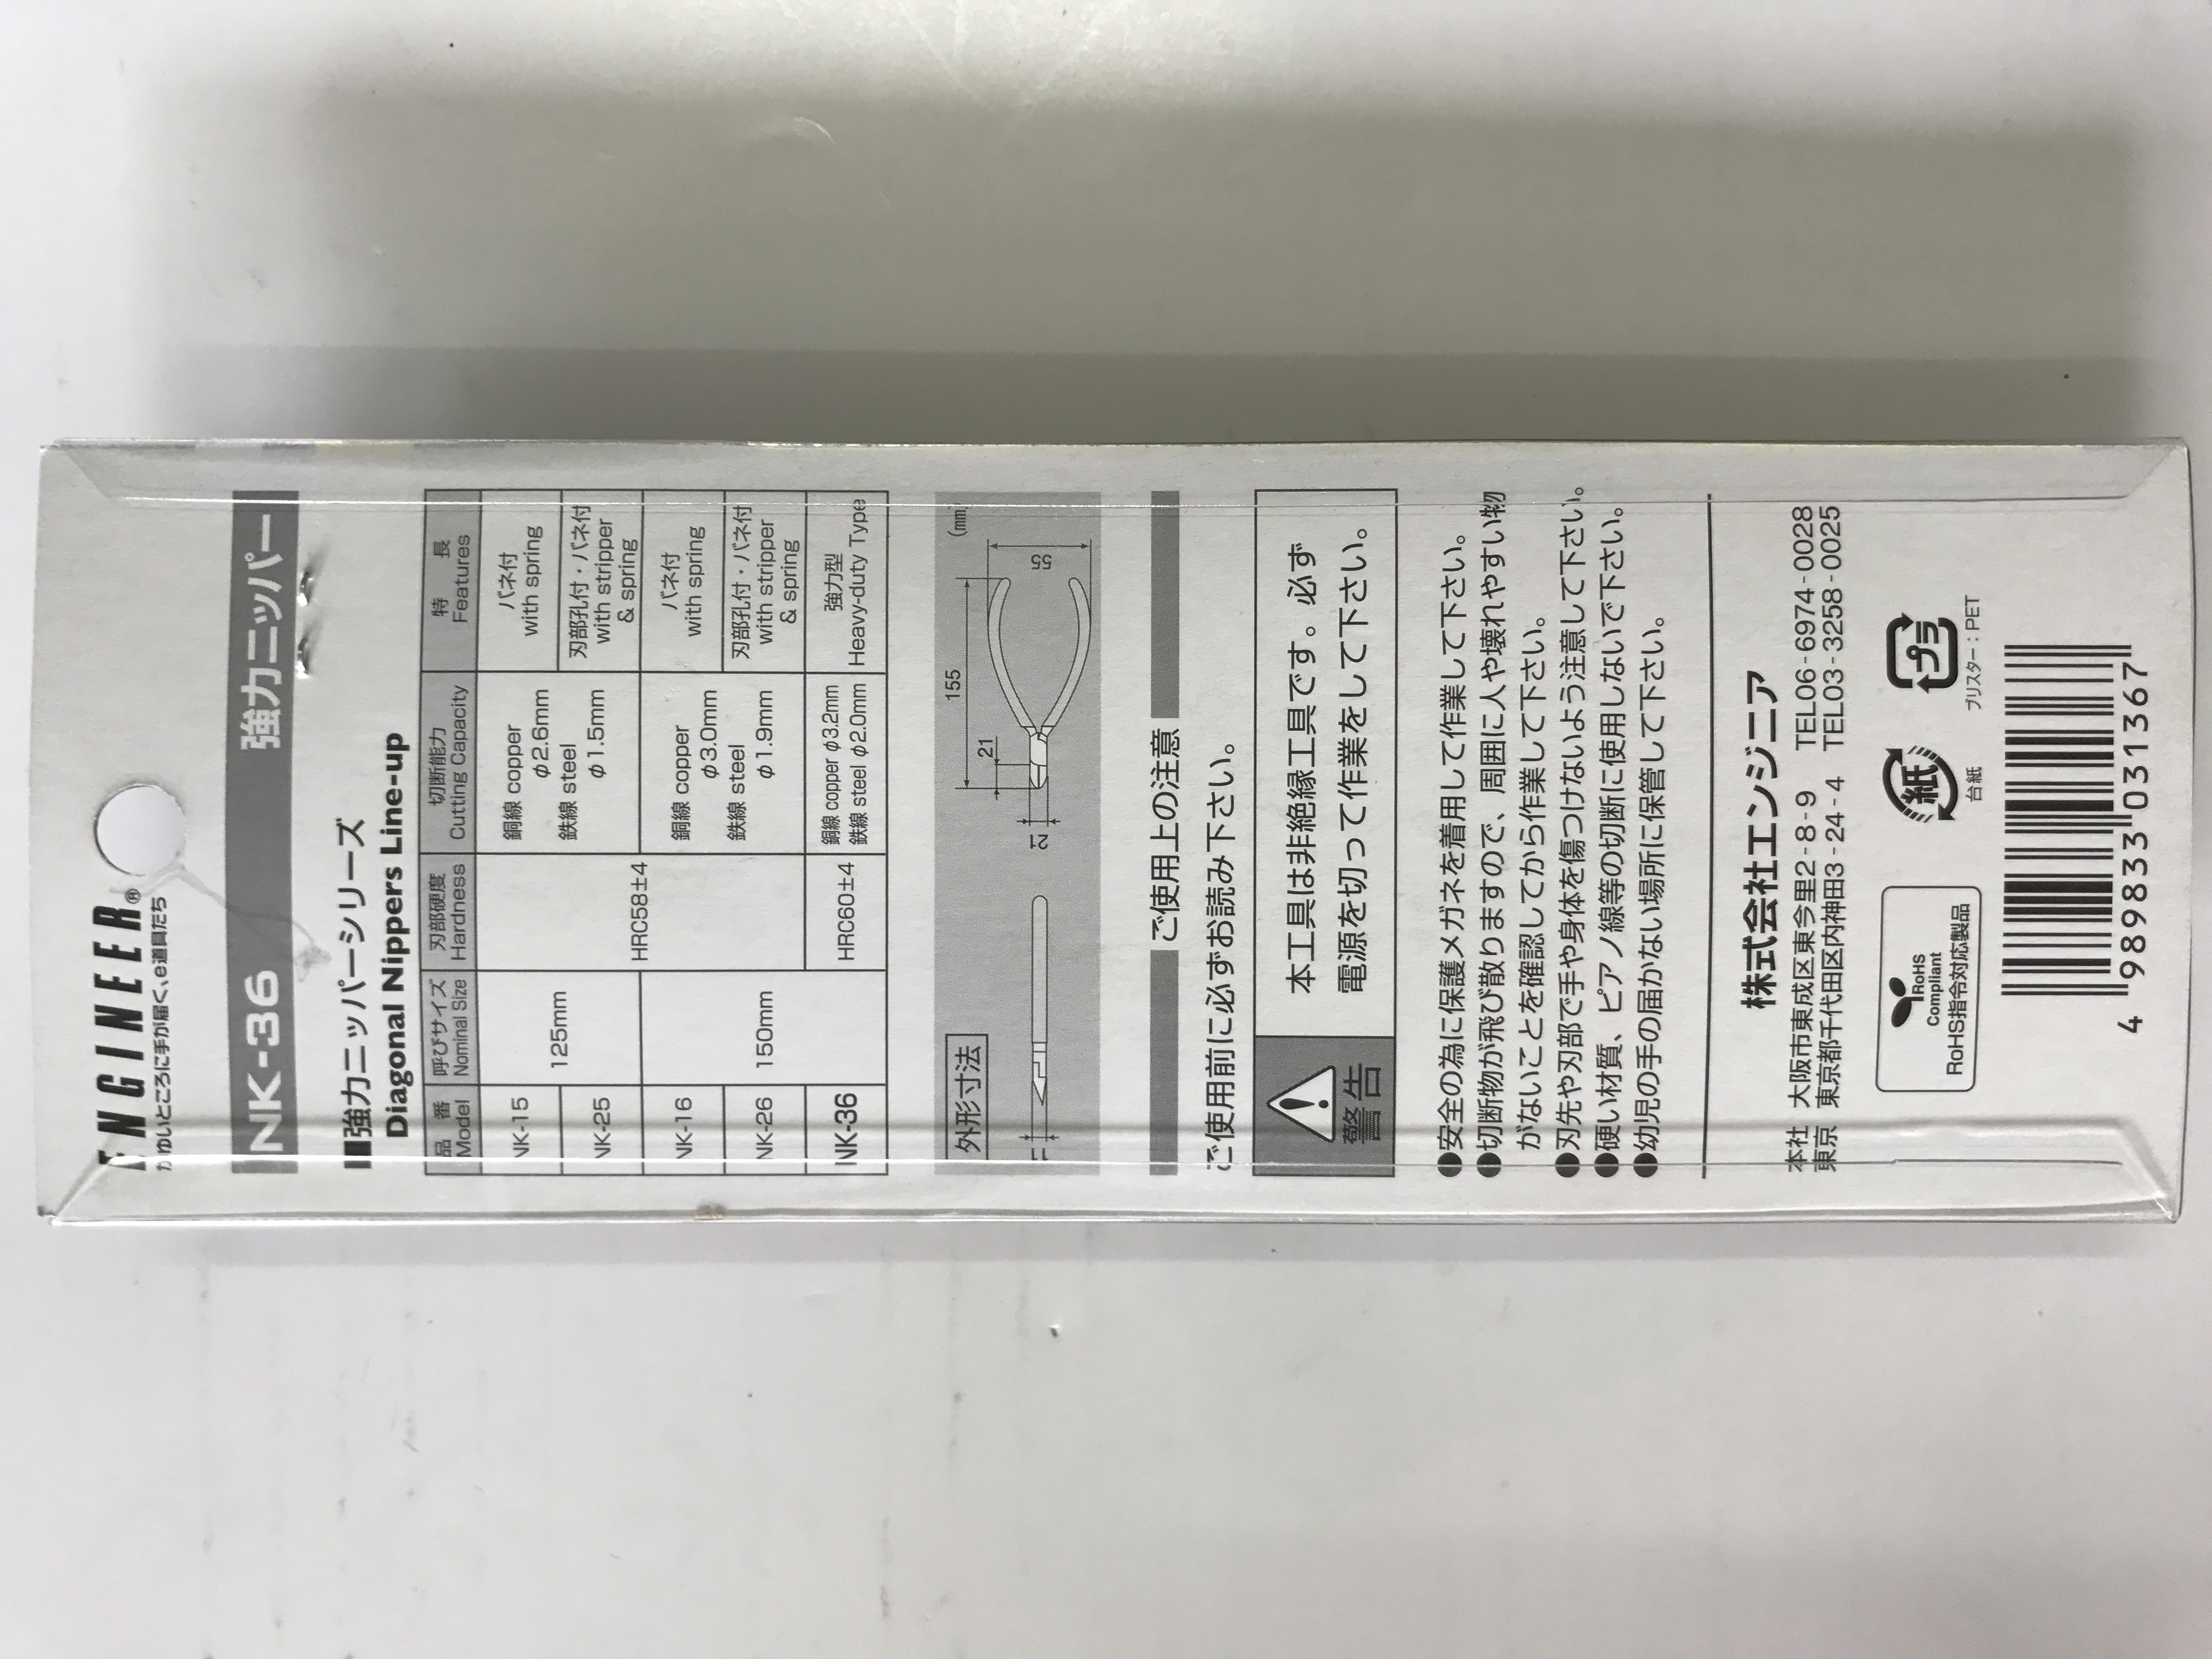 ENGINEER®
かゆいところに手が届く、e道具たち
NK-36 強力ニッパー
■強力ニッパーシリーズ
Diagonal Nippers Line-up
品 番 呼びサイズ 刃部硬度 切断能力 特 長
Model Nominal Size Hardness Cutting Capacity Features
NK-15 125mm HRC58±4 銅線 copper φ2.6mm 鉄線 steel φ1.5mm バネ付 with spring
NK-25 刃部孔付・バネ付 with stripper & spring
NK-16 150mm 銅線 copper φ3.0mm 鉄線 steel φ1.9mm バネ付 with spring
NK-26 刃部孔付・バネ付 with stripper & spring
NK-36 HRC60±4 銅線 copper φ3.2mm 鉄線 steel φ2.0mm 強力型 Heavy-duty Type
外形寸法
(mm)
155
21
55
21
11
ご使用上の注意
ご使用前に必ずお読み下さい。
警告
本工具は非絶縁工具です。必ず
電源を切って作業をして下さい。
●安全の為に保護メガネを着用して作業して下さい。
●切断物が飛び散りますので、周囲に人や壊れやすい物
がないことを確認してから作業して下さい。
●刃先や刃部で手や身体を傷つけないよう注意して下さい。
●硬い材質、ピアノ線等の切断に使用しないで下さい。
●幼児の手の届かない場所に保管して下さい。
株式会社エンジニア
本社 大阪市東成区東今里2-8-9 TEL06-6974-0028
東京 東京都千代田区内神田3-24-4 TEL03-3258-0025
RoHS
Compliant
RoHS指令対応製品
紙
台紙
プラ
ブリスター：PET
4 989833 031367